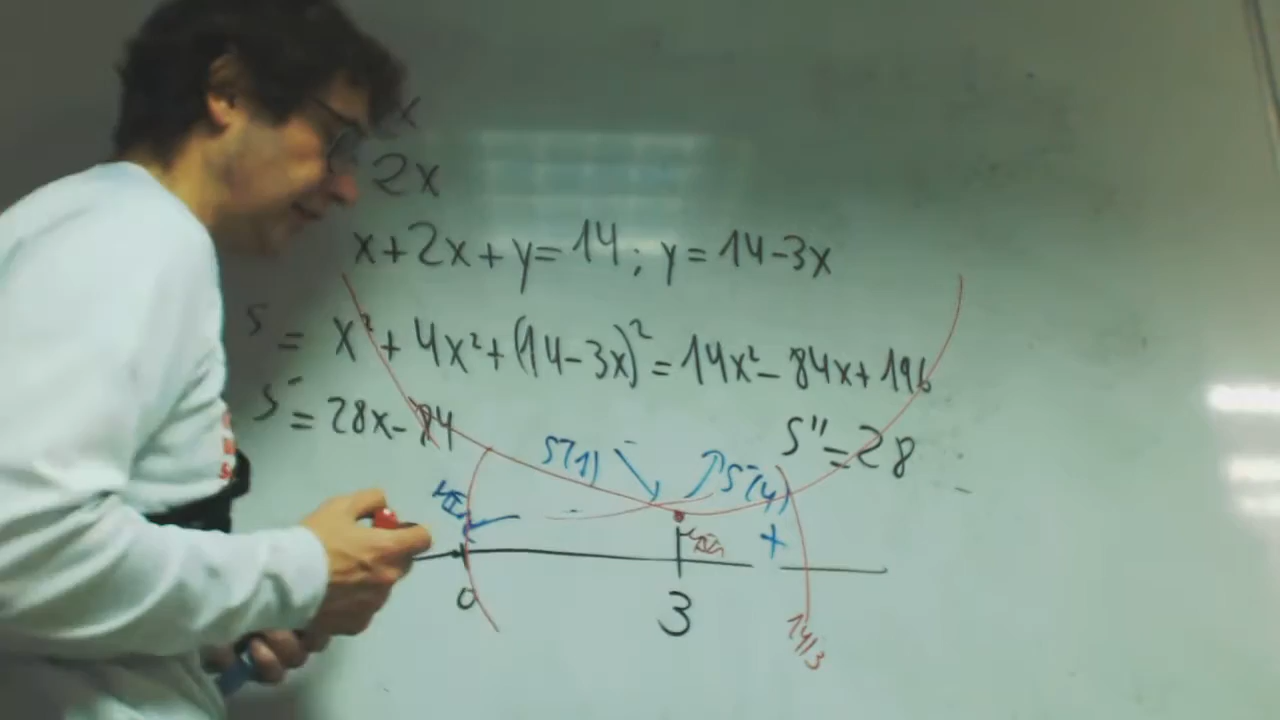 2x
x+2x+y=14; y=14-3x
S = x²+4x²+(14-3x)²=14x²-84x+196
S'=28x-84
S''=28
S'(1)
S'(4)
+
0
3
14/3